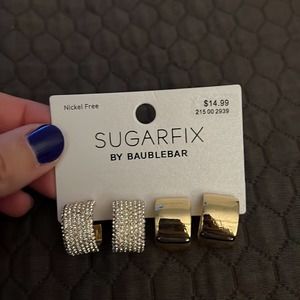 Nickel Free
$14.99
215 00 2939
SUGARFIX
BY BAUBLEBAR